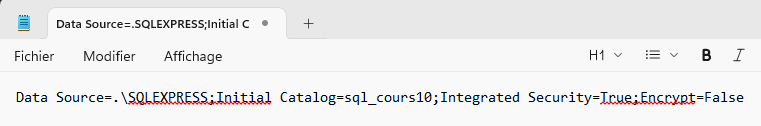 Data Source=.SQLEXPRESS;Initial C
Fichier Modifier Affichage H1 B I
Data Source=.\SQLEXPRESS;Initial Catalog=sql_cours10;Integrated Security=True;Encrypt=False